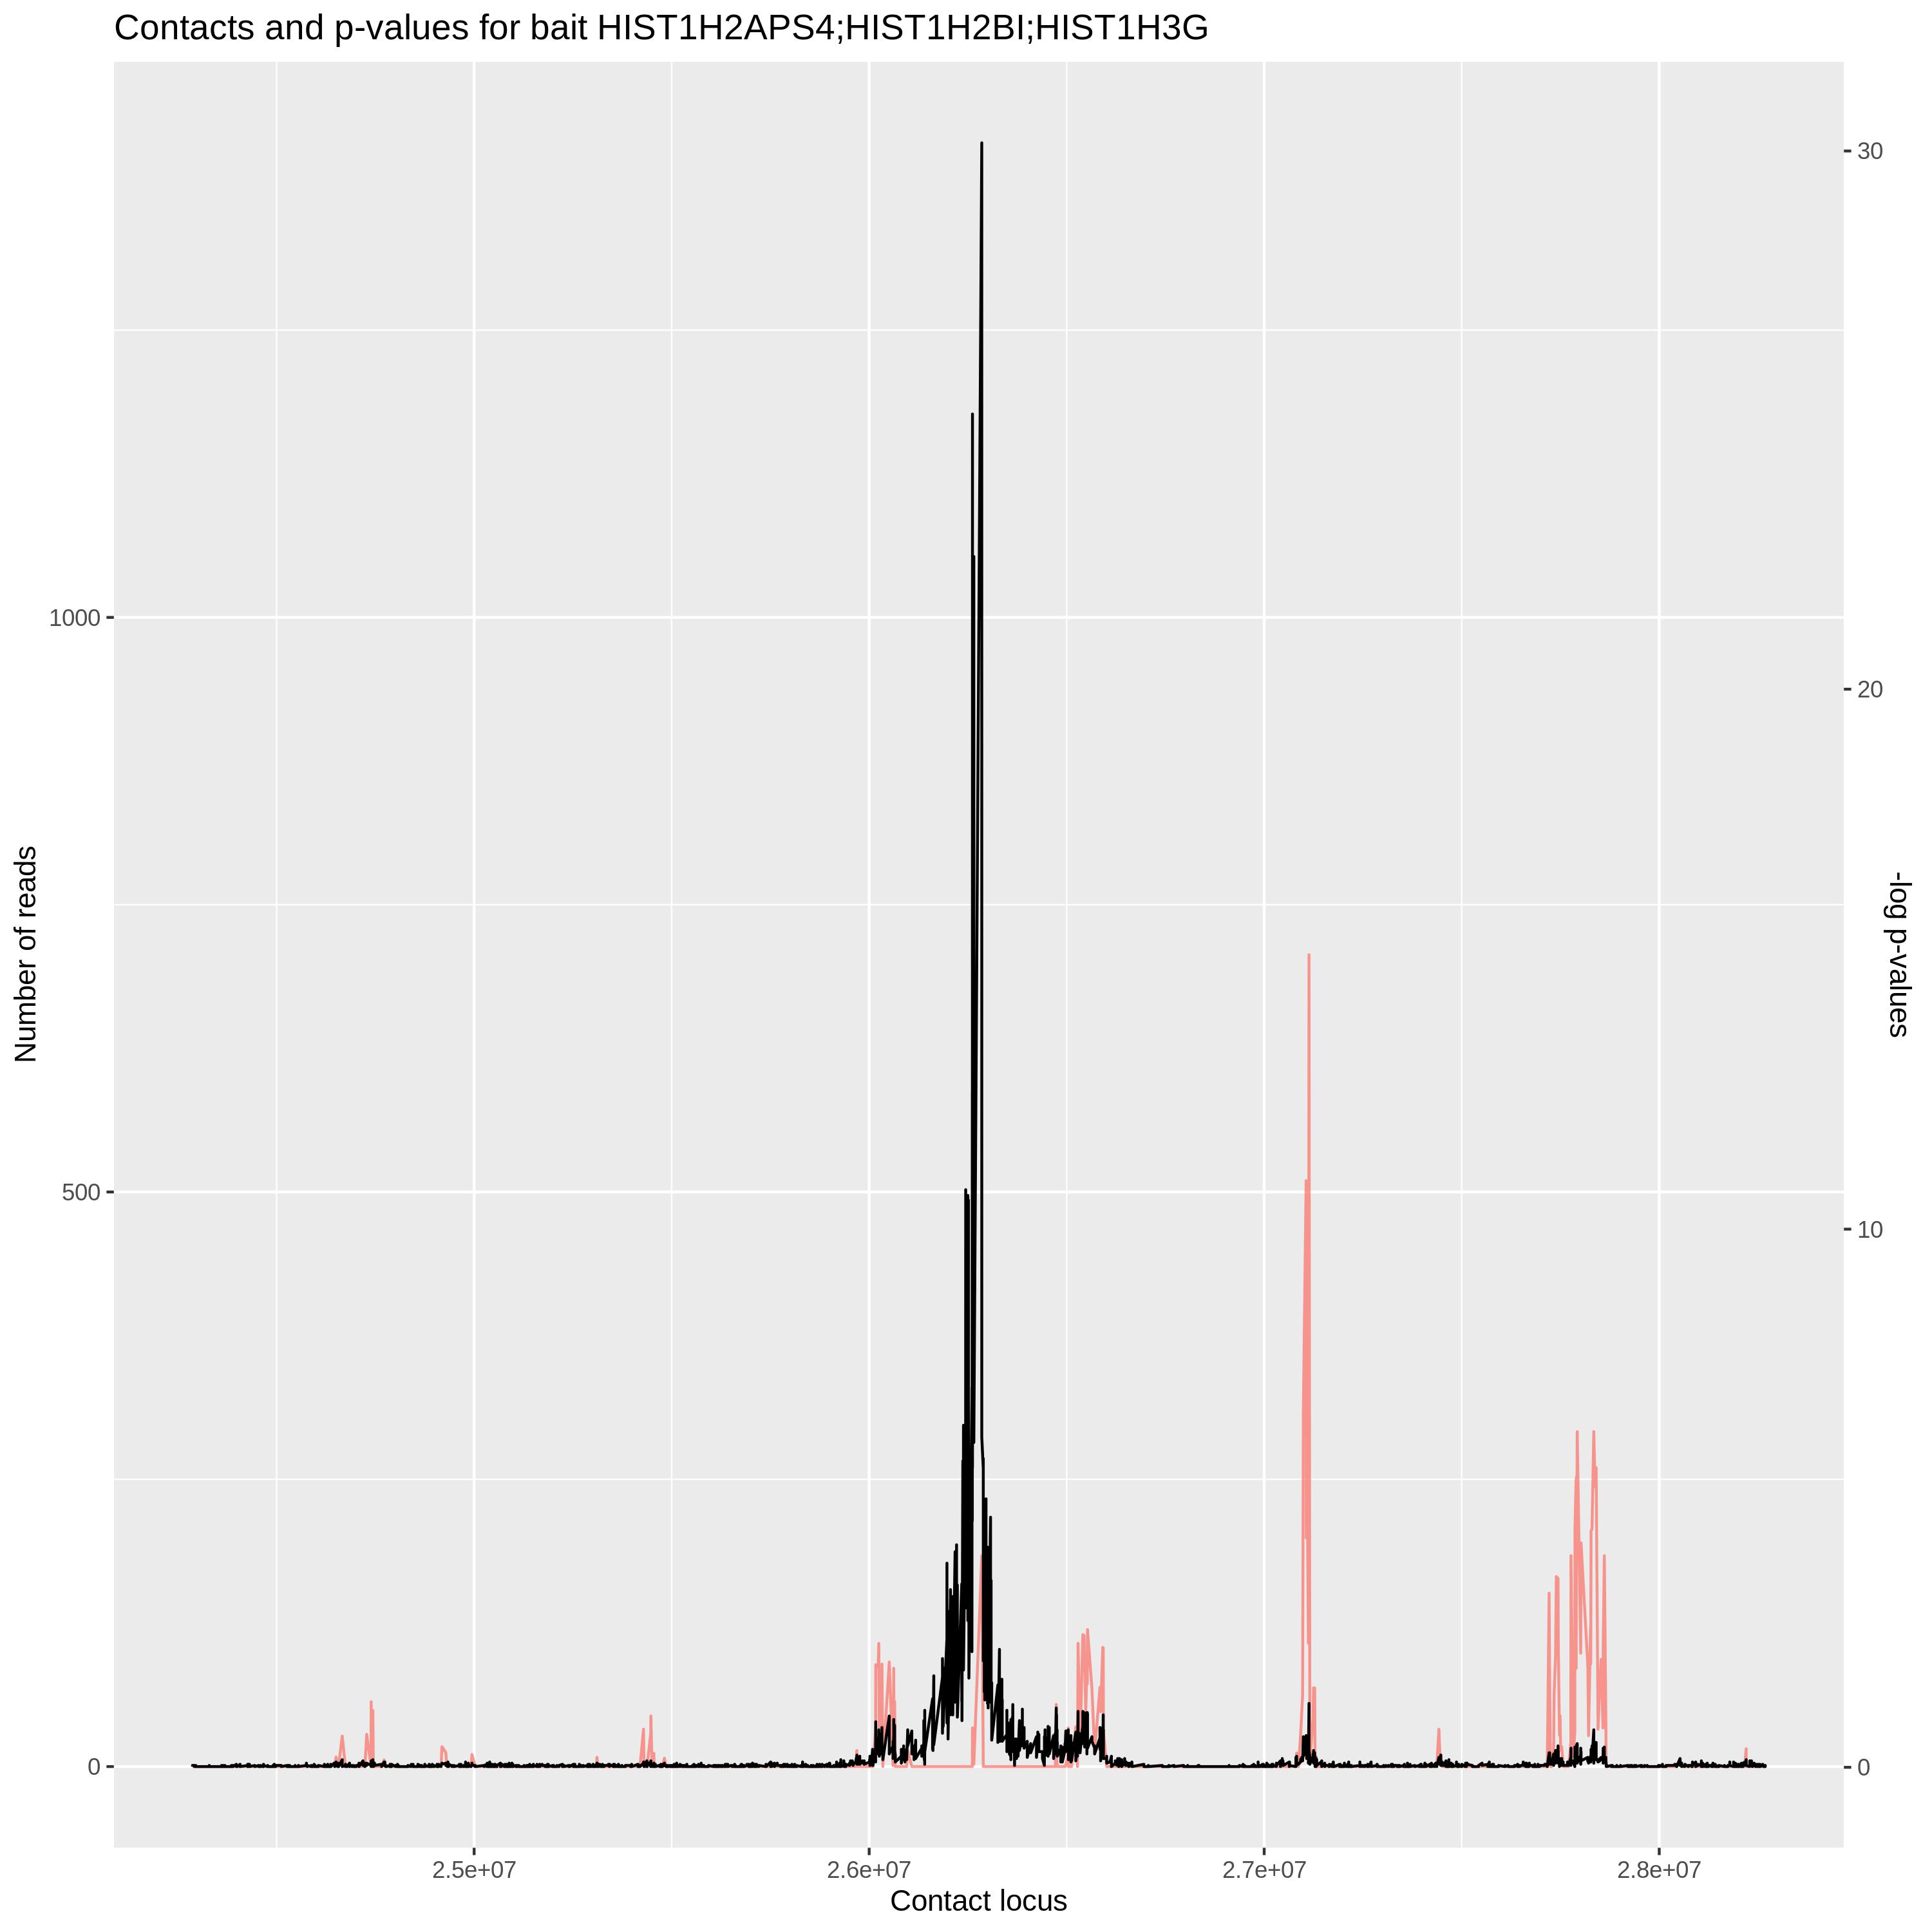 Contacts and p-values for bait HIST1H2APS4;HIST1H2BI;HIST1H3G
30
1000
20
Number of reads
-log p-values
500
10
0
0
2.5e+07
2.6e+07
2.7e+07
2.8e+07
Contact locus